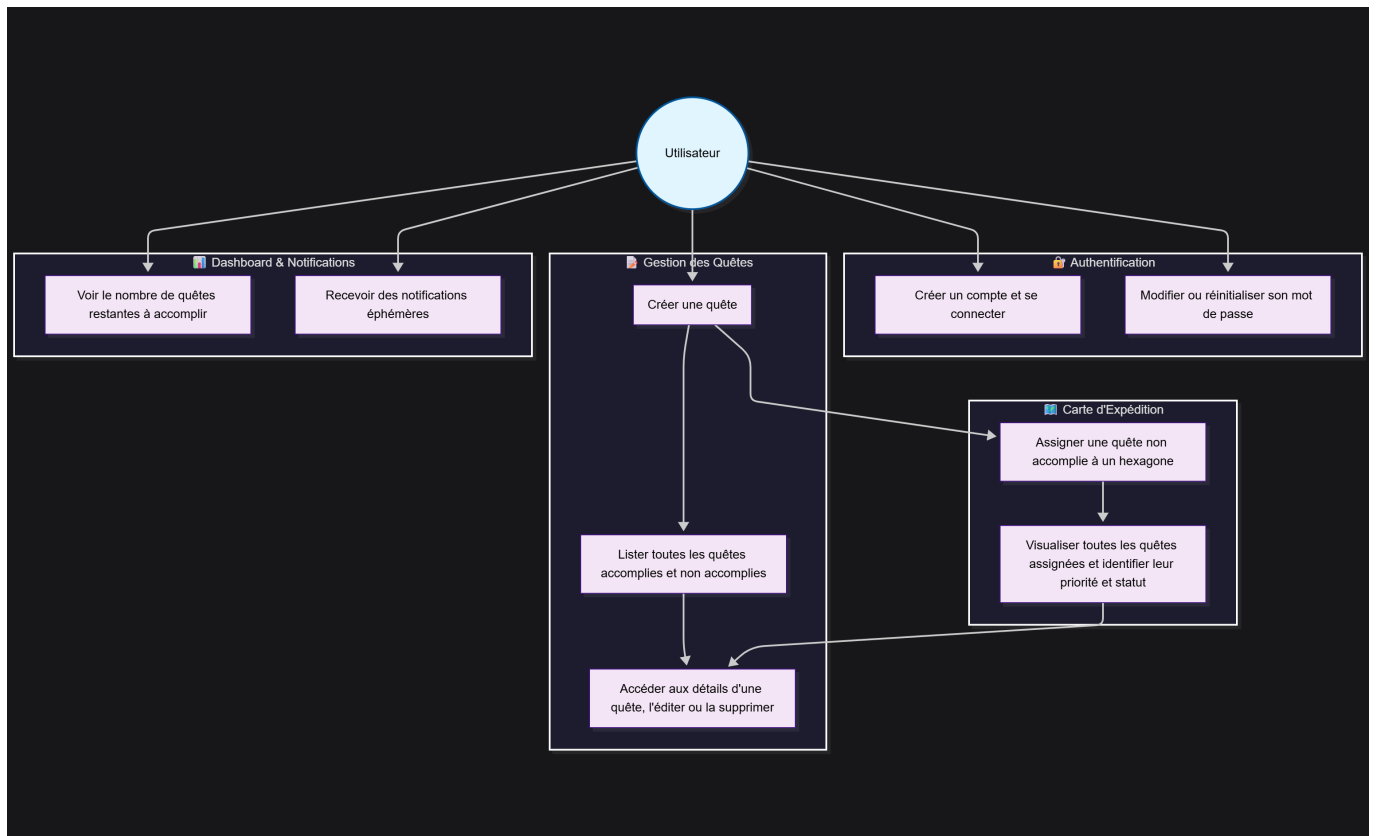 Utilisateur
📊 Dashboard & Notifications
Voir le nombre de quêtes
restantes à accomplir
Recevoir des notifications
éphémères
📝 Gestion des Quêtes
Créer une quête
🔐 Authentification
Créer un compte et se
connecter
Modifier ou réinitialiser son mot
de passe
🗺️ Carte d'Expédition
Assigner une quête non
accomplie à un hexagone
Visualiser toutes les quêtes
assignées et identifier leur
priorité et statut
Lister toutes les quêtes
accomplies et non accomplies
Accéder aux détails d'une
quête, l'éditer ou la supprimer